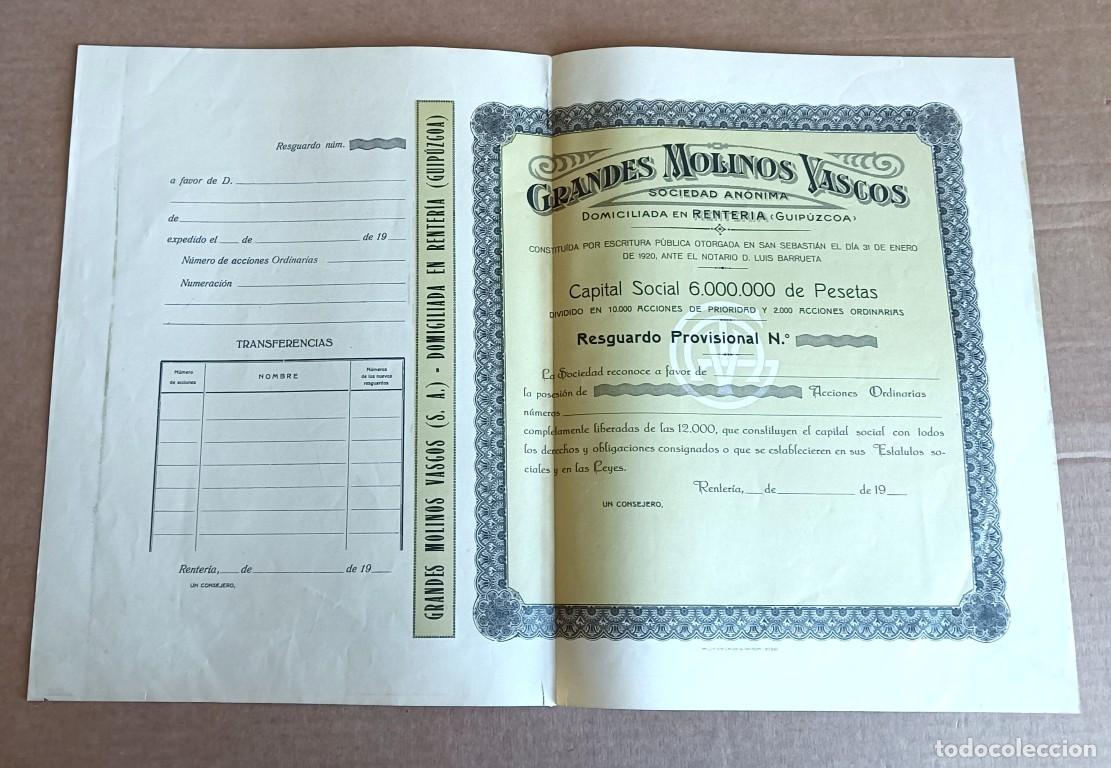 Resguardo núm.
a favor de D.
de
expedido el de de 19
Número de acciones Ordinarias
Numeración
TRANSFERENCIAS
Número de acciones
NOMBRE
Números de los nuevos resguardos
Rentería, de de 19
UN CONSEJERO,
GRANDES MOLINOS VASCOS (S. A.) - DOMICILIADA EN RENTERIA (GUIPÚZCOA)
GRANDES MOLINOS VASCOS
SOCIEDAD ANÓNIMA
DOMICILIADA EN RENTERIA (GUIPÚZCOA)
CONSTITUÍDA POR ESCRITURA PÚBLICA OTORGADA EN SAN SEBASTIÁN EL DÍA 31 DE ENERO
DE 1920, ANTE EL NOTARIO D. LUIS BARRUETA
Capital Social 6.000.000 de Pesetas
DIVIDIDO EN 10.000 ACCIONES DE PRIORIDAD Y 2.000 ACCIONES ORDINARIAS
Resguardo Provisional N.º
La Sociedad reconoce a favor de
la posesión de Acciones Ordinarias
números
completamente liberadas de las 12.000, que constituyen el capital social con todos
los derechos y obligaciones consignados o que se establecieren en sus Estatutos so-
ciales y en las Leyes.
Rentería, de de 19
UN CONSEJERO,
todocoleccion